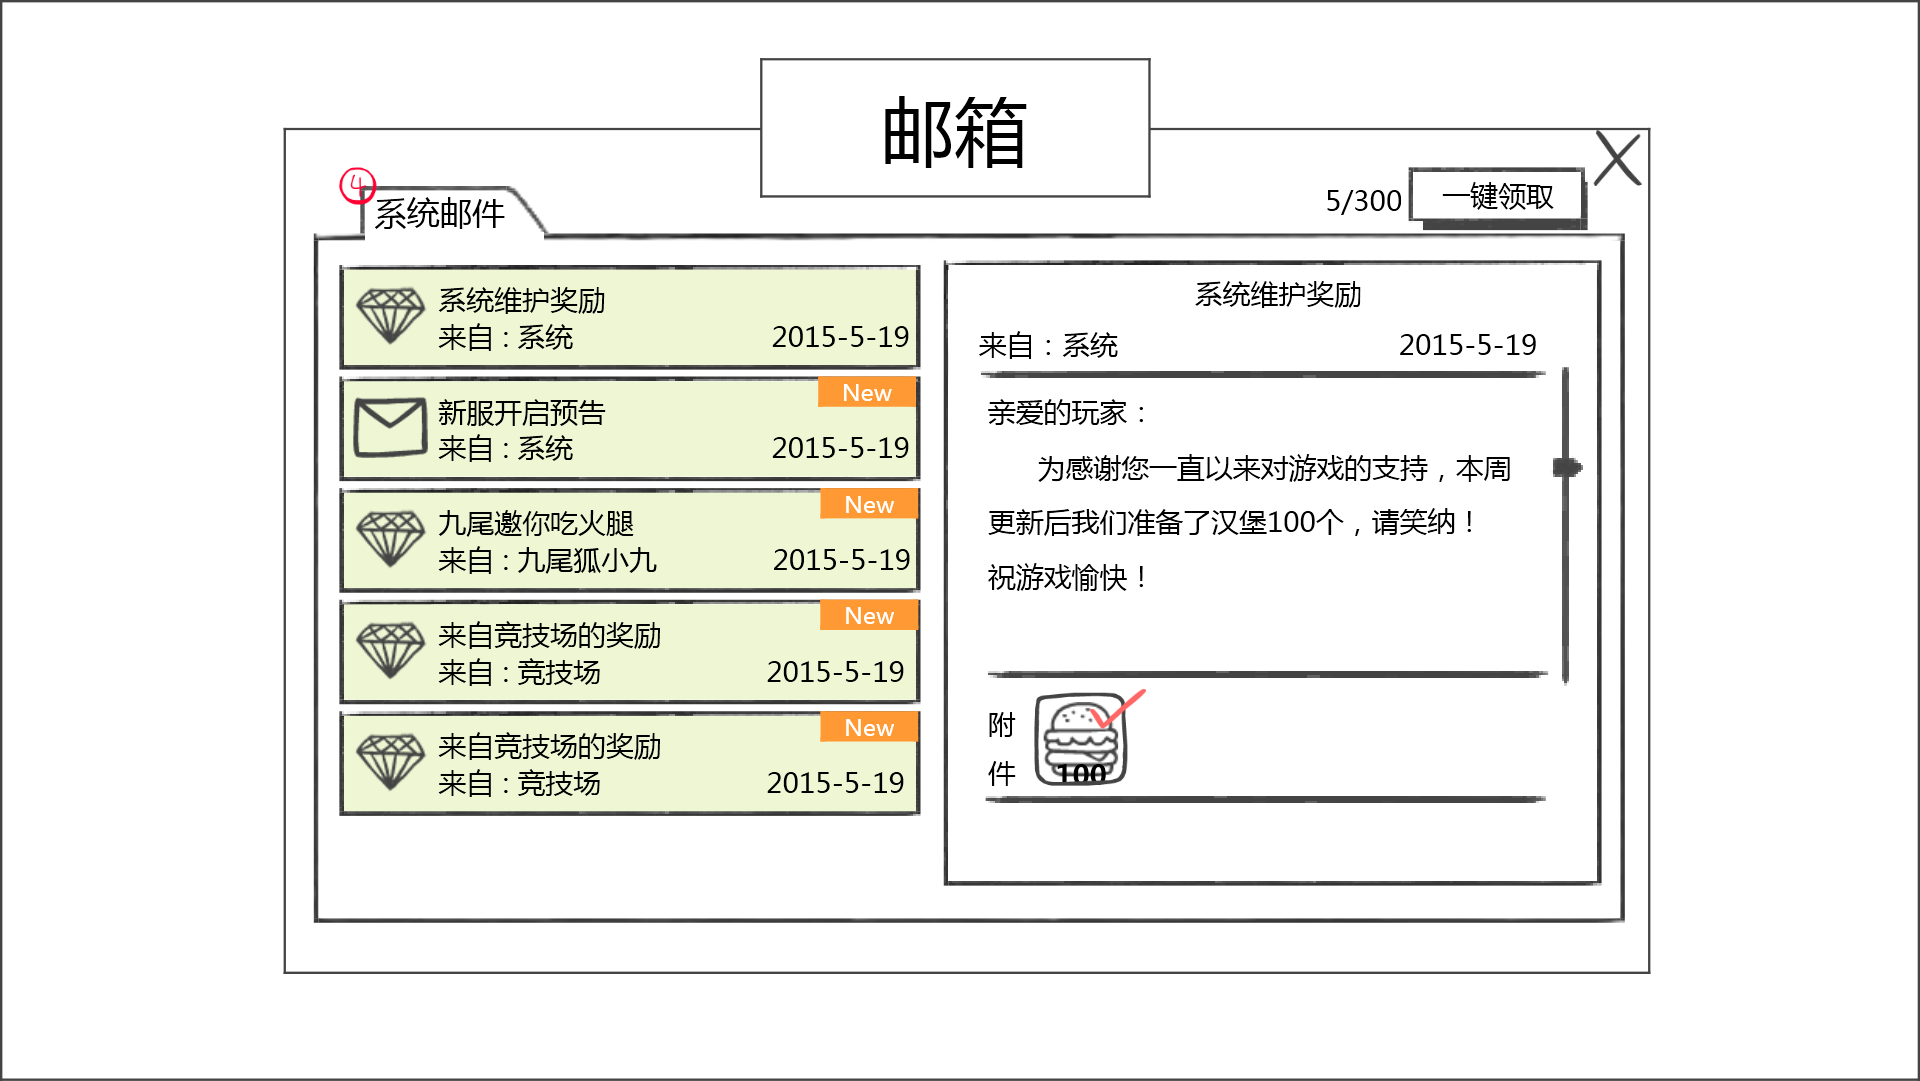 邮箱
4
系统邮件
5/300
一键领取
系统维护奖励
来自：系统
2015-5-19
New
新服开启预告
来自：系统
2015-5-19
New
九尾邀你吃火腿
来自：九尾狐小九
2015-5-19
New
来自竞技场的奖励
来自：竞技场
2015-5-19
New
来自竞技场的奖励
来自：竞技场
2015-5-19
系统维护奖励
来自：系统
2015-5-19
亲爱的玩家：
为感谢您一直以来对游戏的支持，本周
更新后我们准备了汉堡100个，请笑纳！
祝游戏愉快！
附
件
100